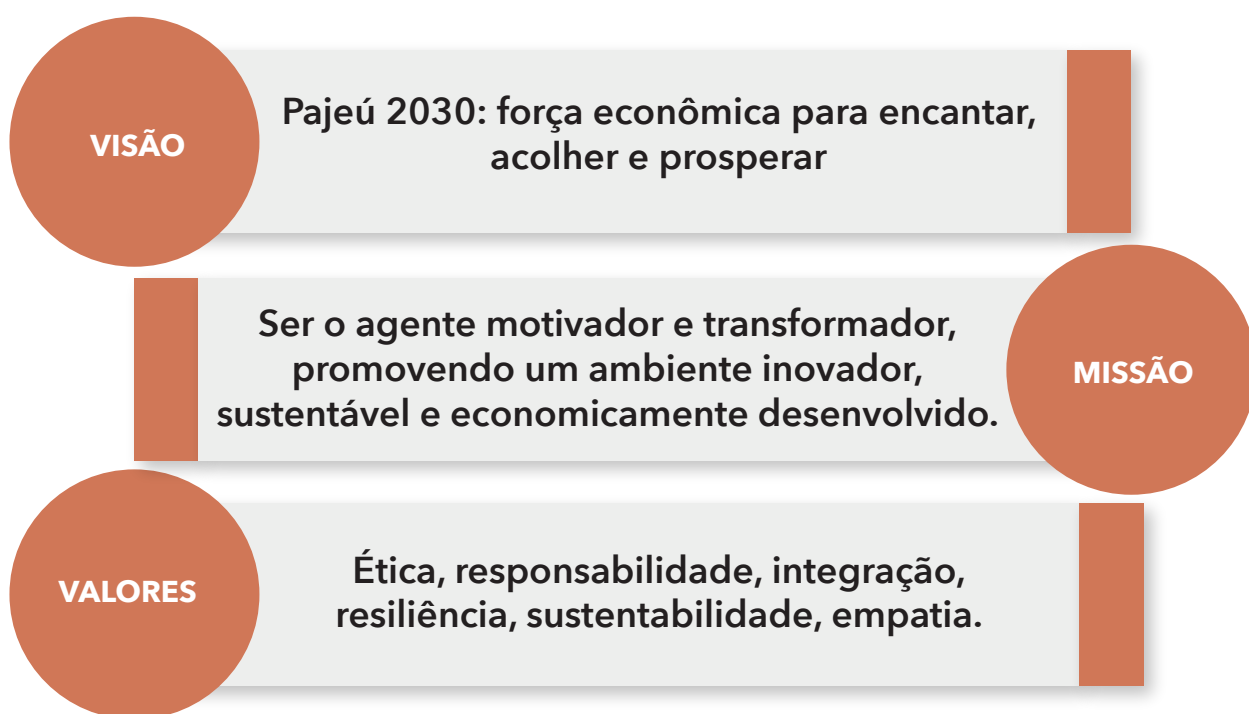 VISÃO
Pajeú 2030: força econômica para encantar,
acolher e prosperar
Ser o agente motivador e transformador,
promovendo um ambiente inovador,
sustentável e economicamente desenvolvido.
MISSÃO
VALORES
Ética, responsabilidade, integração,
resiliência, sustentabilidade, empatia.